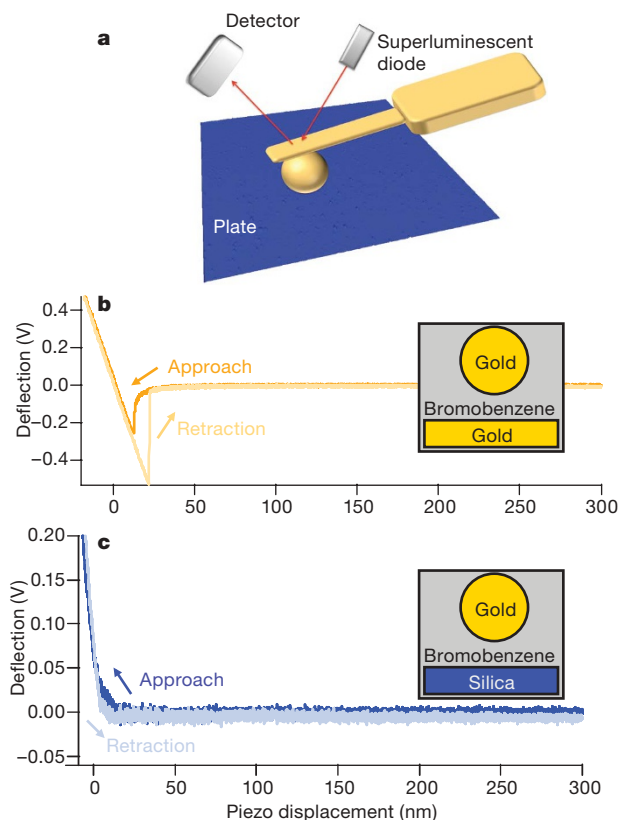 a
Detector
Superluminescent
diode
Plate
b
0.4
0.2
0.0
−0.2
−0.4
Deflection (V)
Approach
Retraction
Gold
Bromobenzene
Gold
0
50
100
150
200
250
300
c
0.20
0.15
0.10
0.05
0.00
−0.05
Deflection (V)
Approach
Retraction
Gold
Bromobenzene
Silica
0
50
100
150
200
250
300
Piezo displacement (nm)